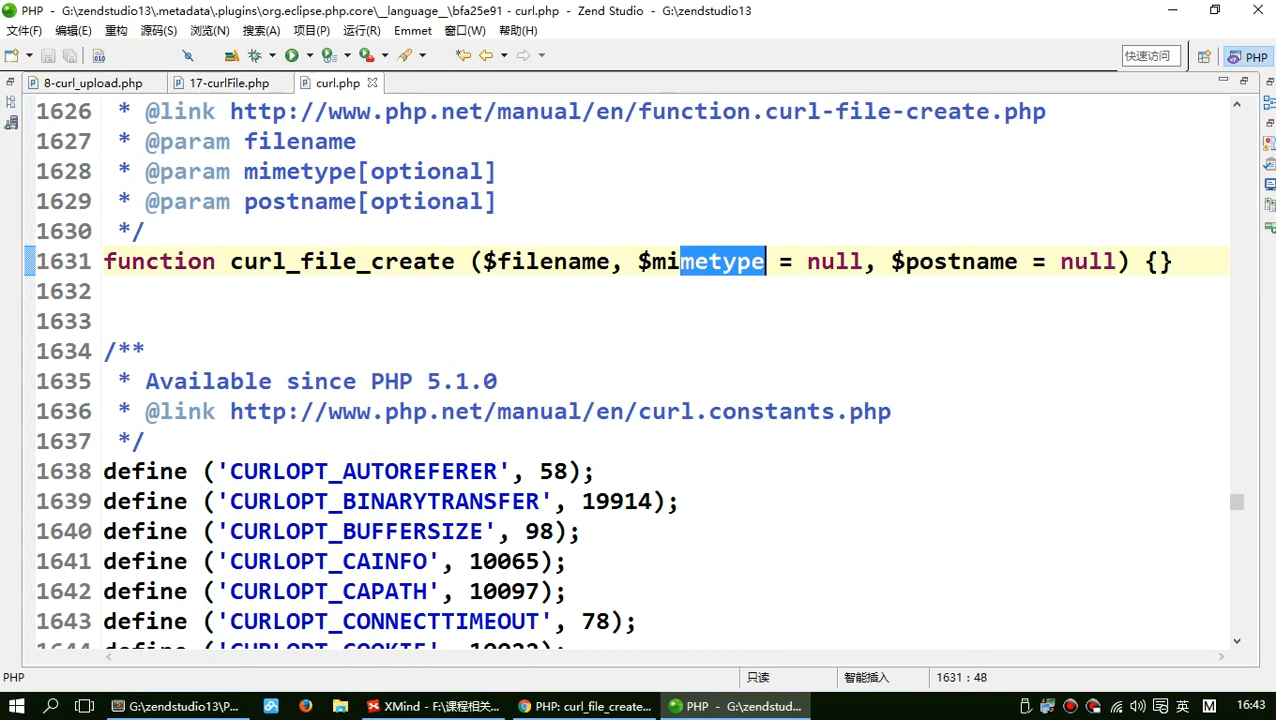 PHP - G:\zendstudio13\.metadata\.plugins\org.eclipse.php.core\__language__\bfa25e91 - curl.php - Zend Studio - G:\zendstudio13
文件(F) 编辑(E) 重构 源码(S) 浏览(N) 搜索(A) 项目(P) 运行(R) Emmet 窗口(W) 帮助(H)
快速访问 PHP
8-curl_upload.php 17-curlFile.php curl.php
1626 * @link http://www.php.net/manual/en/function.curl-file-create.php
1627 * @param filename
1628 * @param mimetype[optional]
1629 * @param postname[optional]
1630 */
1631 function curl_file_create ($filename, $mimetype = null, $postname = null) {}
1632
1633
1634 /**
1635 * Available since PHP 5.1.0
1636 * @link http://www.php.net/manual/en/curl.constants.php
1637 */
1638 define ('CURLOPT_AUTOREFERER', 58);
1639 define ('CURLOPT_BINARYTRANSFER', 19914);
1640 define ('CURLOPT_BUFFERSIZE', 98);
1641 define ('CURLOPT_CAINFO', 10065);
1642 define ('CURLOPT_CAPATH', 10097);
1643 define ('CURLOPT_CONNECTTIMEOUT', 78);
1644 define ('CURLOPT_COOKIE', 10022);
PHP 只读 智能插入 1631 : 48
G:\zendstudio13\P... XMind - F:\课程相关... PHP: curl_file_create... PHP - G:\zendstud... 英 M 16:43